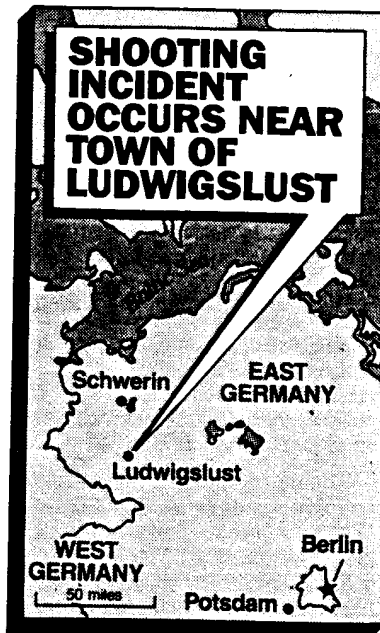 SHOOTING
INCIDENT
OCCURS NEAR
TOWN OF
LUDWIGSLUST
Schwerin
EAST
GERMANY
Ludwigslust
WEST
GERMANY
50 miles
Berlin
Potsdam